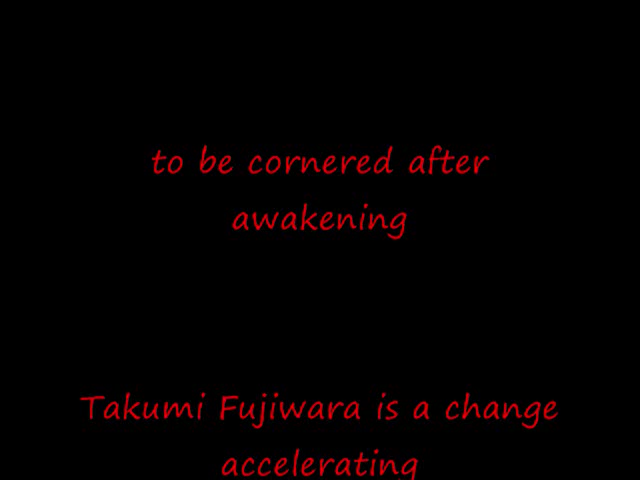 to be cornered after
awakening
Takumi Fujiwara is a change
accelerating